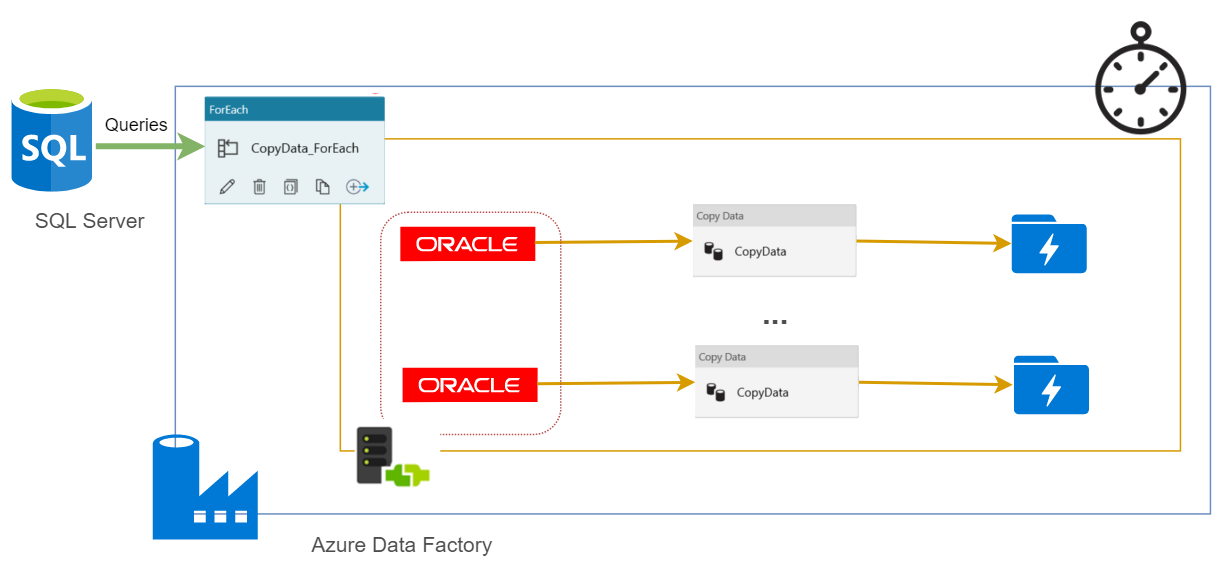 ForEach
Queries
SQL
CopyData_ForEach
SQL Server
Copy Data
ORACLE
CopyData
...
Copy Data
ORACLE
CopyData
Azure Data Factory